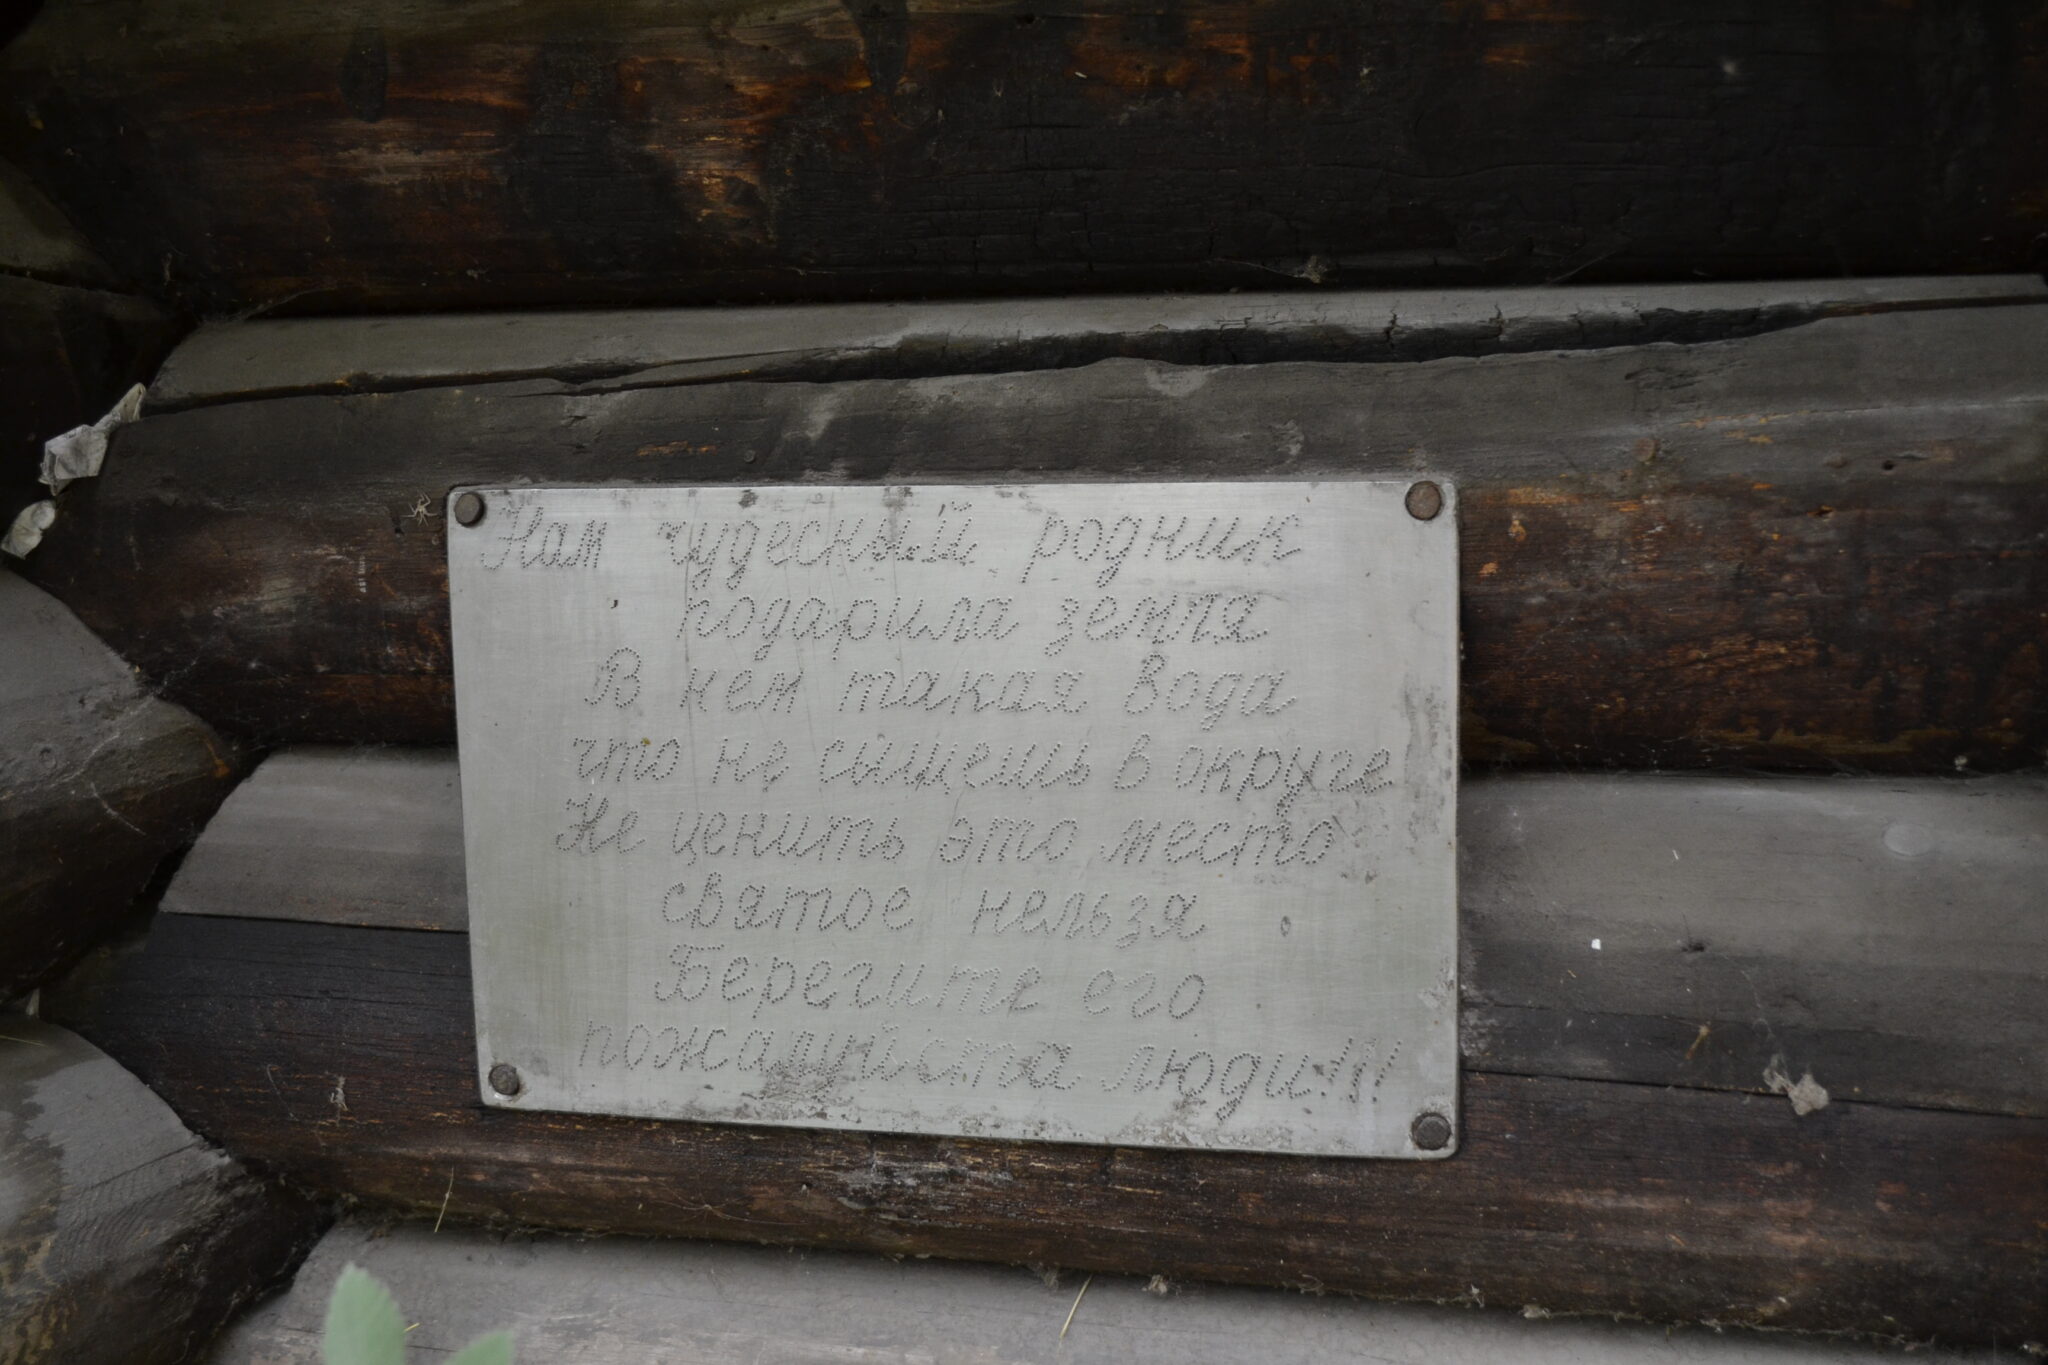 Нам чудесный родник
подарила земля
В нем такая вода
что не сыщешь в округе
Не ценить это место
святое нельзя
Берегите его
пожалуйста люди!!!